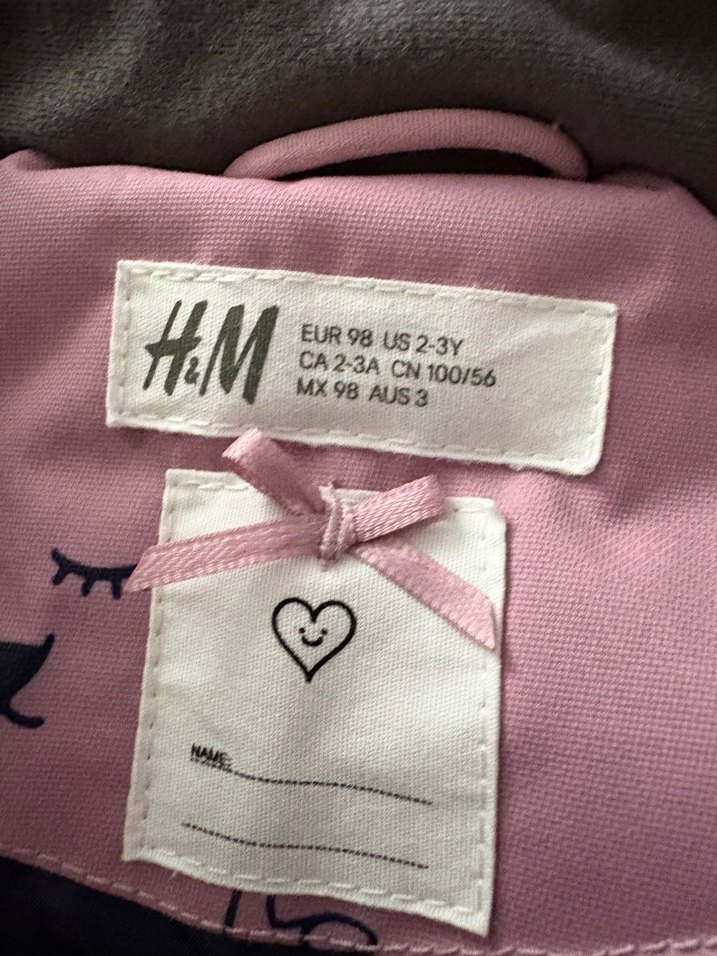 H&M
EUR 98 US 2-3Y
CA 2-3A CN 100/56
MX 98 AUS 3
NAME: